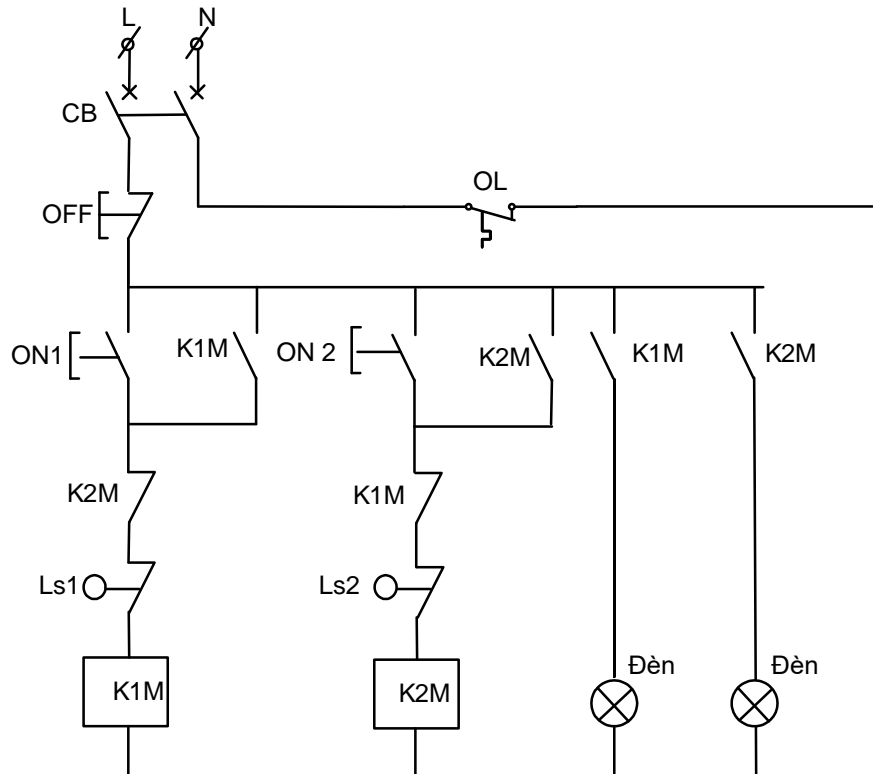 L N
CB
OL
OFF
ON1 K1M ON 2 K2M K1M K2M
K2M K1M
Ls1 Ls2
Đèn Đèn
K1M K2M